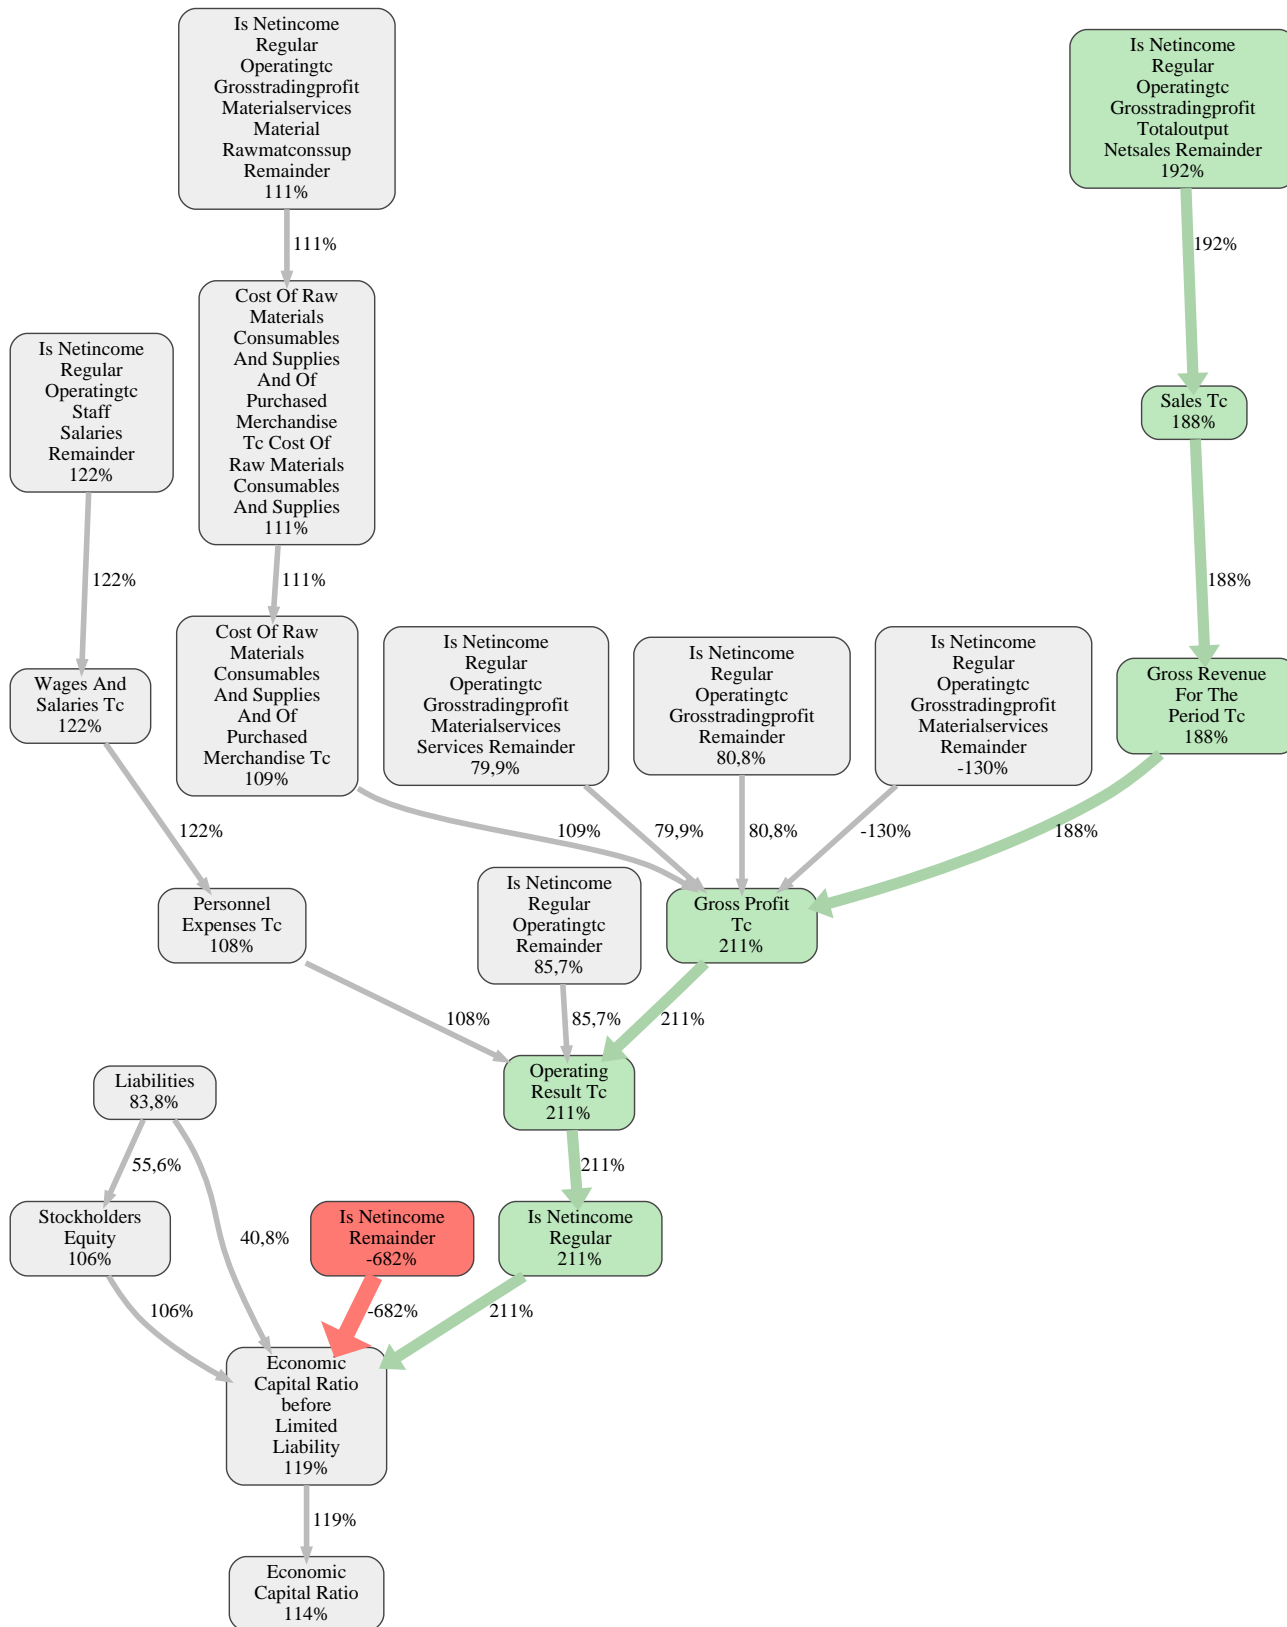 Is Netincome
Regular
Operatingtc
Grosstradingprofit
Materialservices
Material
Rawmatconssup
Remainder
111%
Is Netincome
Regular
Operatingtc
Grosstradingprofit
Totaloutput
Netsales Remainder
192%
111%
192%
Cost Of Raw
Materials
Consumables
And Supplies
And Of
Purchased
Merchandise
Tc Cost Of
Raw Materials
Consumables
And Supplies
111%
Is Netincome
Regular
Operatingtc
Staff
Salaries
Remainder
122%
Sales Tc
188%
122%
111%
188%
Wages And
Salaries Tc
122%
Cost Of Raw
Materials
Consumables
And Supplies
And Of
Purchased
Merchandise Tc
109%
Is Netincome
Regular
Operatingtc
Grosstradingprofit
Materialservices
Services Remainder
79,9%
Is Netincome
Regular
Operatingtc
Grosstradingprofit
Remainder
80,8%
Is Netincome
Regular
Operatingtc
Grosstradingprofit
Materialservices
Remainder
-130%
Gross Revenue
For The
Period Tc
188%
122%
109%
79,9%
80,8%
-130%
188%
Personnel
Expenses Tc
108%
Is Netincome
Regular
Operatingtc
Remainder
85,7%
Gross Profit
Tc
211%
108%
85,7%
211%
Liabilities
83,8%
Operating
Result Tc
211%
55,6%
211%
Stockholders
Equity
106%
40,8%
Is Netincome
Remainder
-682%
Is Netincome
Regular
211%
106%
-682%
211%
Economic
Capital Ratio
before
Limited
Liability
119%
119%
Economic
Capital Ratio
114%